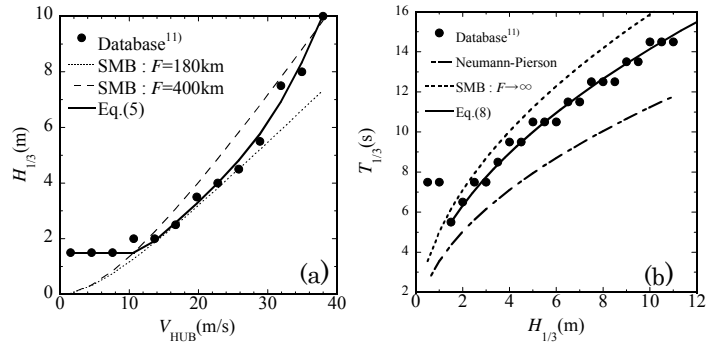 10
8
6
4
2
0
0 10 20 30 40
H1/3(m)
VHUB(m/s)
Database11)
SMB : F=180km
SMB : F=400km
Eq.(5)
(a)
16
14
12
10
8
6
4
2
0 2 4 6 8 10 12
T1/3(s)
H1/3(m)
Database11)
Neumann-Pierson
SMB : F→∞
Eq.(8)
(b)